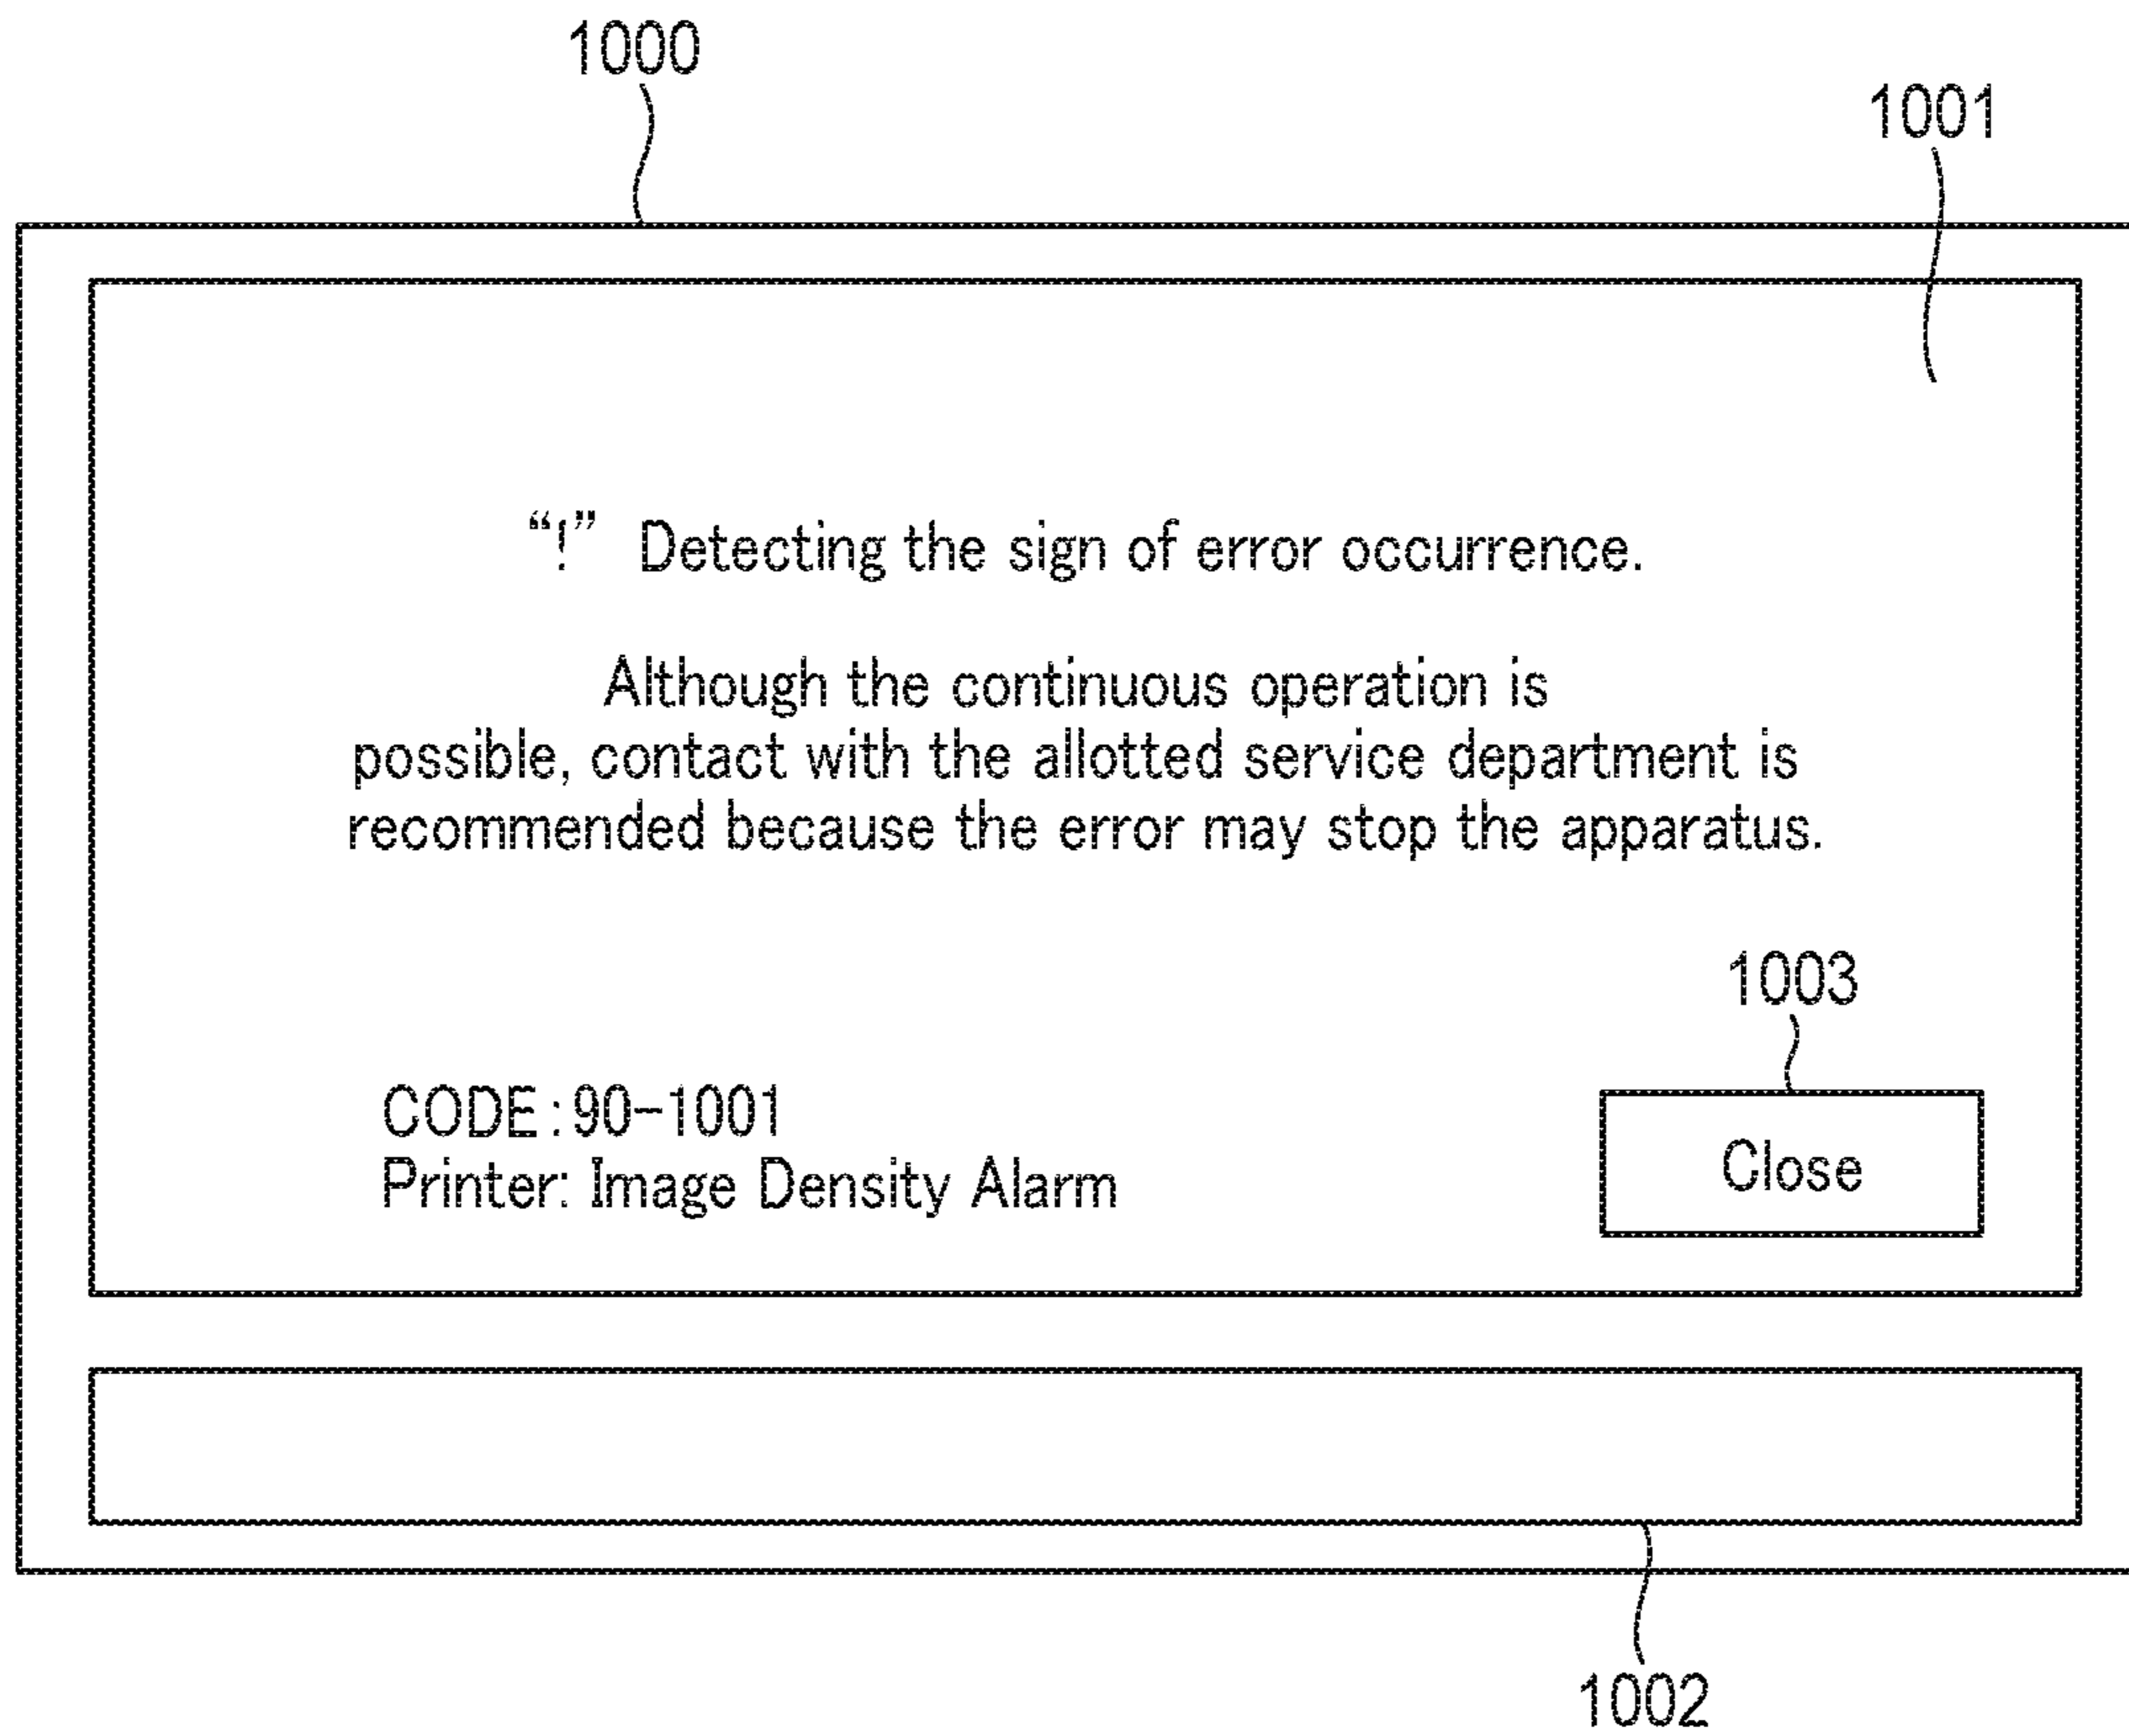 1000
1001
“!” Detecting the sign of error occurrence.
Although the continuous operation is
possible, contact with the allotted service department is
recommended because the error may stop the apparatus.
1003
CODE:90-1001
Printer: Image Density Alarm
Close
1002